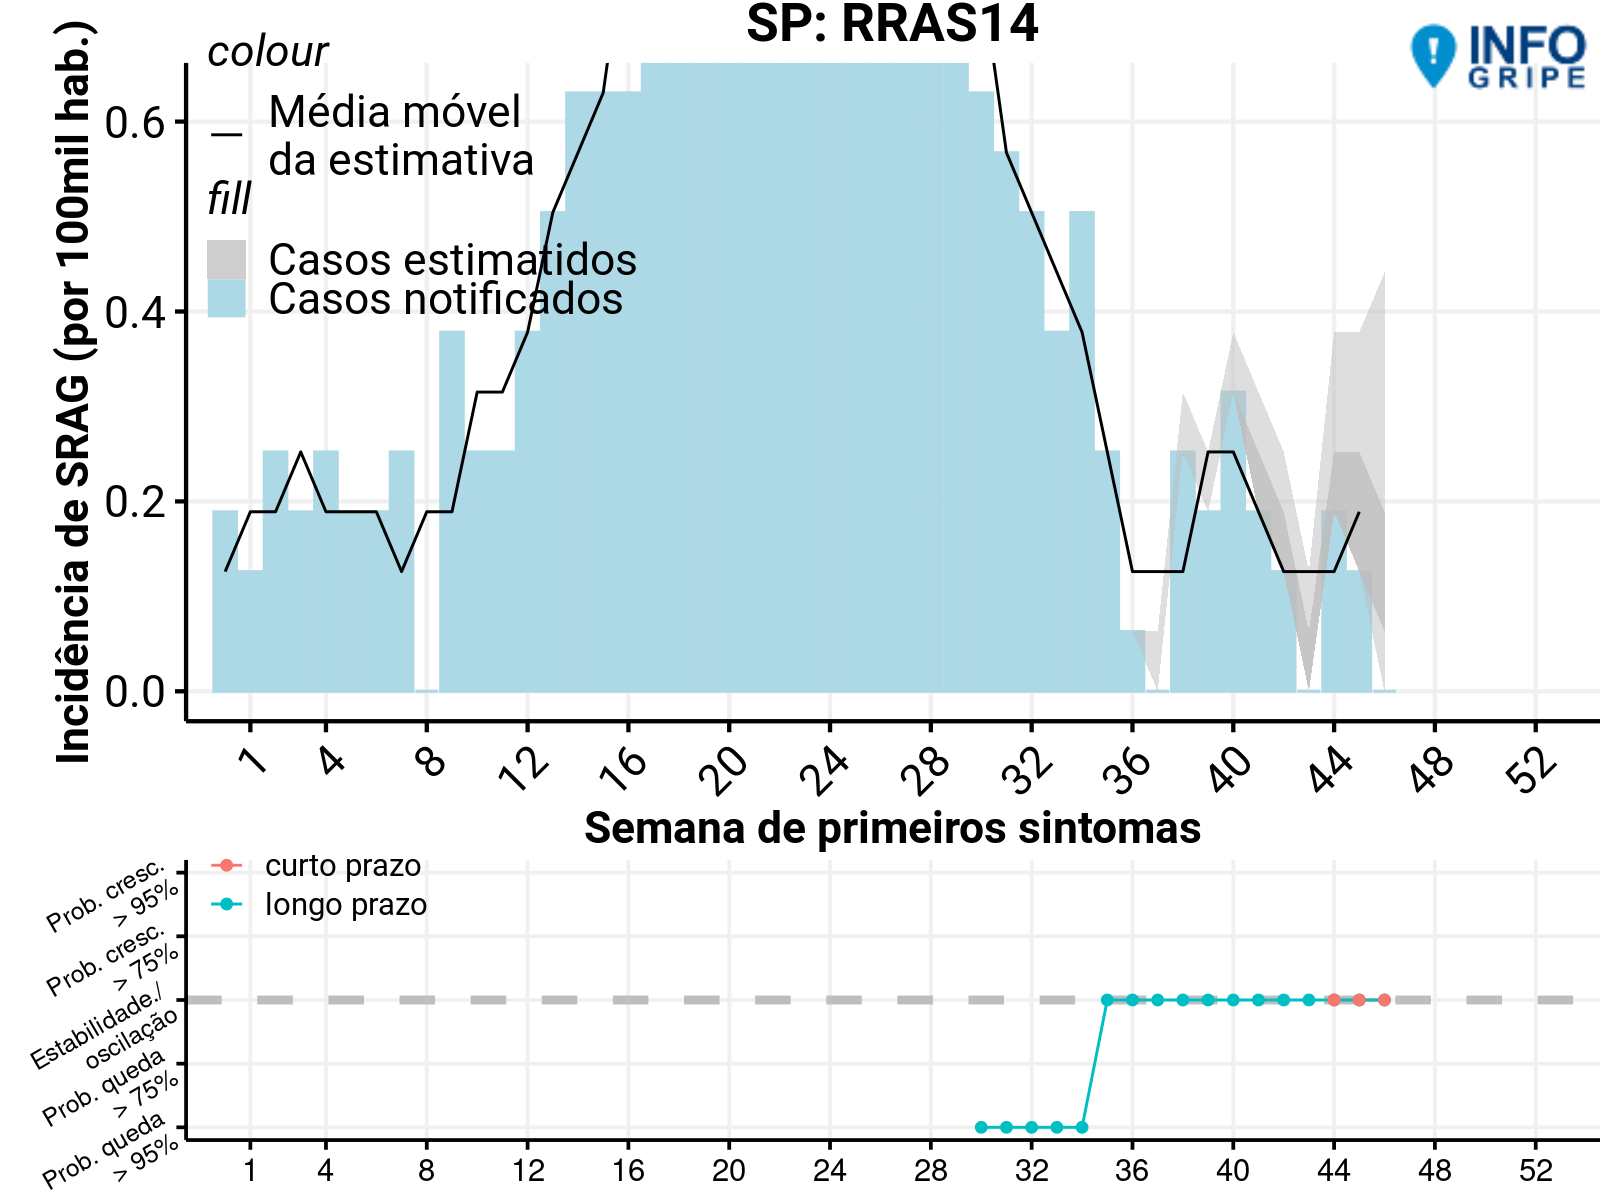 SP: RRAS14
INFO
GRIPE
colour
Média móvel
da estimativa
fill
Casos estimatidos
Casos notificados
Incidência de SRAG (por 100mil hab.)
0.6
0.4
0.2
0.0
1 4 8 12 16 20 24 28 32 36 40 44 48 52
Semana de primeiros sintomas
curto prazo
longo prazo
Prob. cresc.
> 95%
Prob. cresc.
> 75%
Estabilidade./
oscilação
Prob. queda
> 75%
Prob. queda
> 95%
1 4 8 12 16 20 24 28 32 36 40 44 48 52